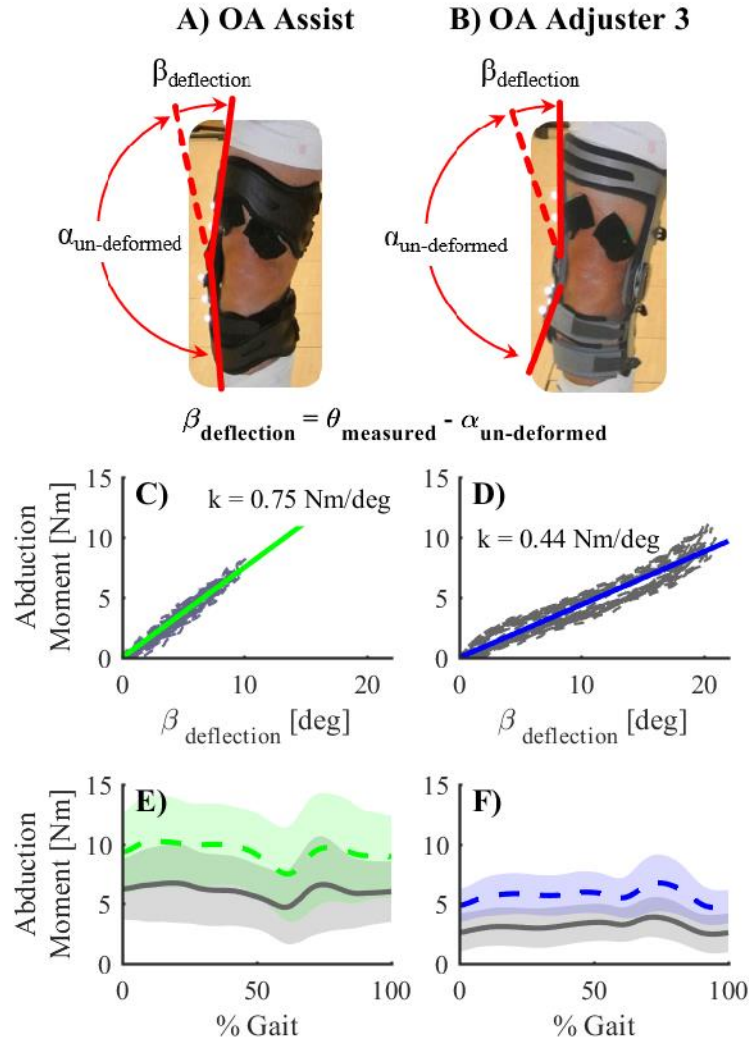 A) OA Assist
B) OA Adjuster 3
βdeflection
βdeflection
αun-deformed
αun-deformed
βdeflection = θmeasured - αun-deformed
C)
k = 0.75 Nm/deg
D)
k = 0.44 Nm/deg
Abduction
Moment [Nm]
15
10
5
0
15
10
5
0
0 10 20
0 10 20
β deflection [deg]
β deflection [deg]
E)
F)
Abduction
Moment [Nm]
15
10
5
0
15
10
5
0
0 50 100
0 50 100
% Gait
% Gait